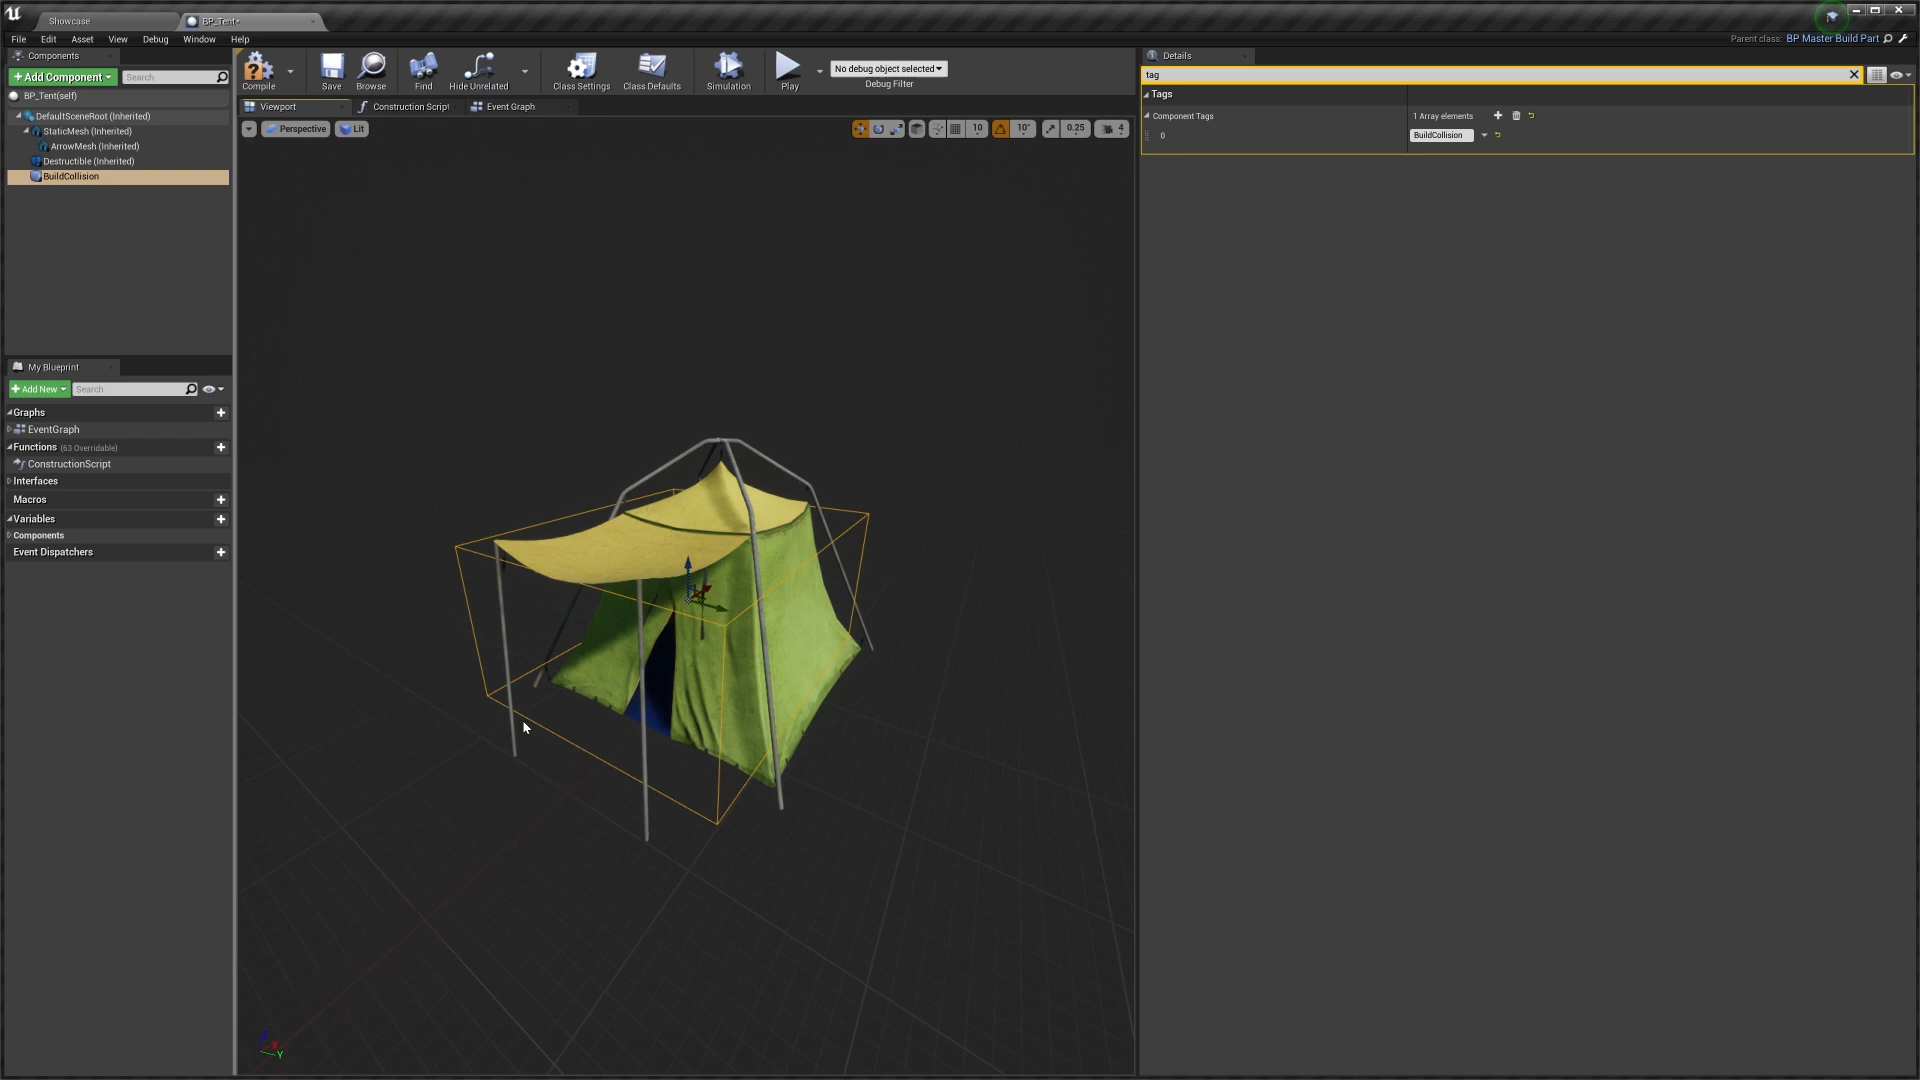 Showcase
BP_Tent*
File Edit Asset View Debug Window Help
Parent class: BP Master Build Part
Components
Add Component
Search
BP_Tent(self)
DefaultSceneRoot (Inherited)
StaticMesh (Inherited)
ArrowMesh (Inherited)
Destructible (Inherited)
BuildCollision
My Blueprint
Add New
Search
Graphs
EventGraph
Functions (63 Overridable)
ConstructionScript
Interfaces
Macros
Variables
Components
Event Dispatchers
Compile
Save
Browse
Find
Hide Unrelated
Class Settings
Class Defaults
Simulation
Play
No debug object selected
Debug Filter
Viewport
Construction Script
Event Graph
Perspective
Lit
10
10°
0.25
4
Z
X
Y
Details
tag
Tags
Component Tags
1 Array elements
0
BuildCollision